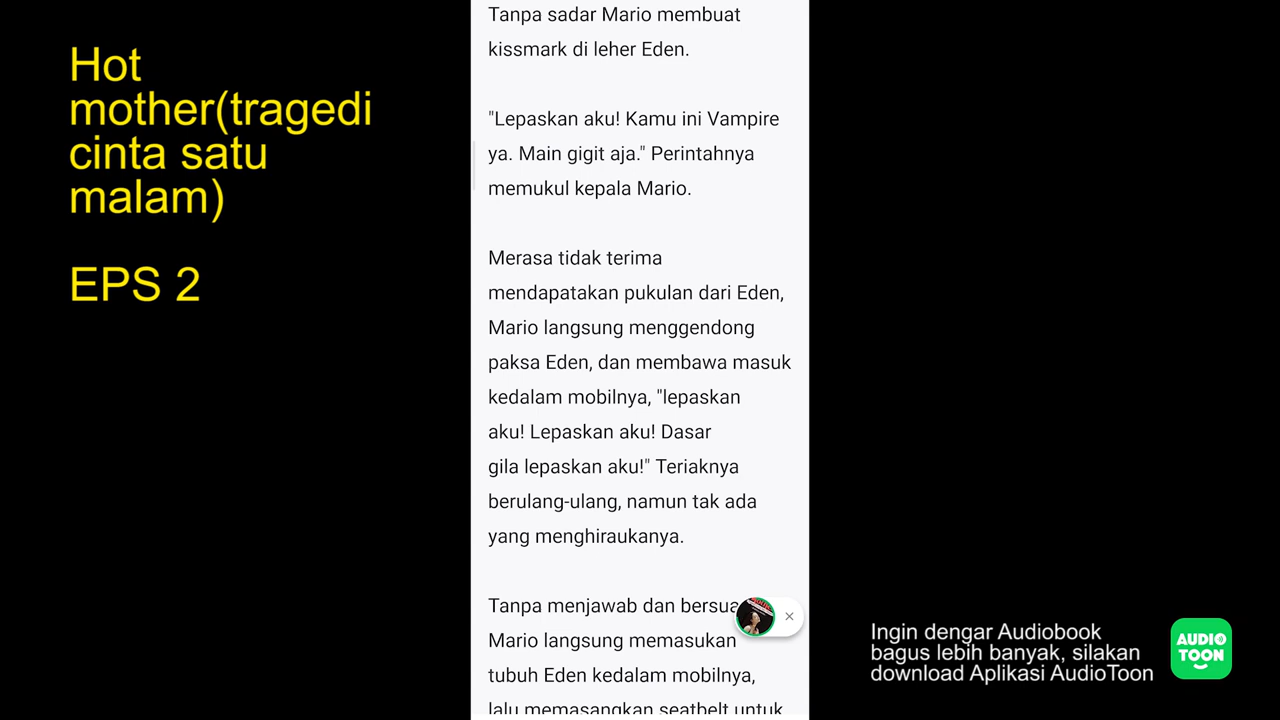 Hot
mother(tragedi
cinta satu
malam)
EPS 2
Tanpa sadar Mario membuat
kissmark di leher Eden.
"Lepaskan aku! Kamu ini Vampire
ya. Main gigit aja." Perintahnya
memukul kepala Mario.
Merasa tidak terima
mendapatakan pukulan dari Eden,
Mario langsung menggendong
paksa Eden, dan membawa masuk
kedalam mobilnya, "lepaskan
aku! Lepaskan aku! Dasar
gila lepaskan aku!" Teriaknya
berulang-ulang, namun tak ada
yang menghiraukanya.
Tanpa menjawab dan bersua
Mario langsung memasukan
tubuh Eden kedalam mobilnya,
lalu memasangkan seatbelt untuk
Ingin dengar Audiobook
bagus lebih banyak, silakan
download Aplikasi AudioToon
AUDIO
TOON